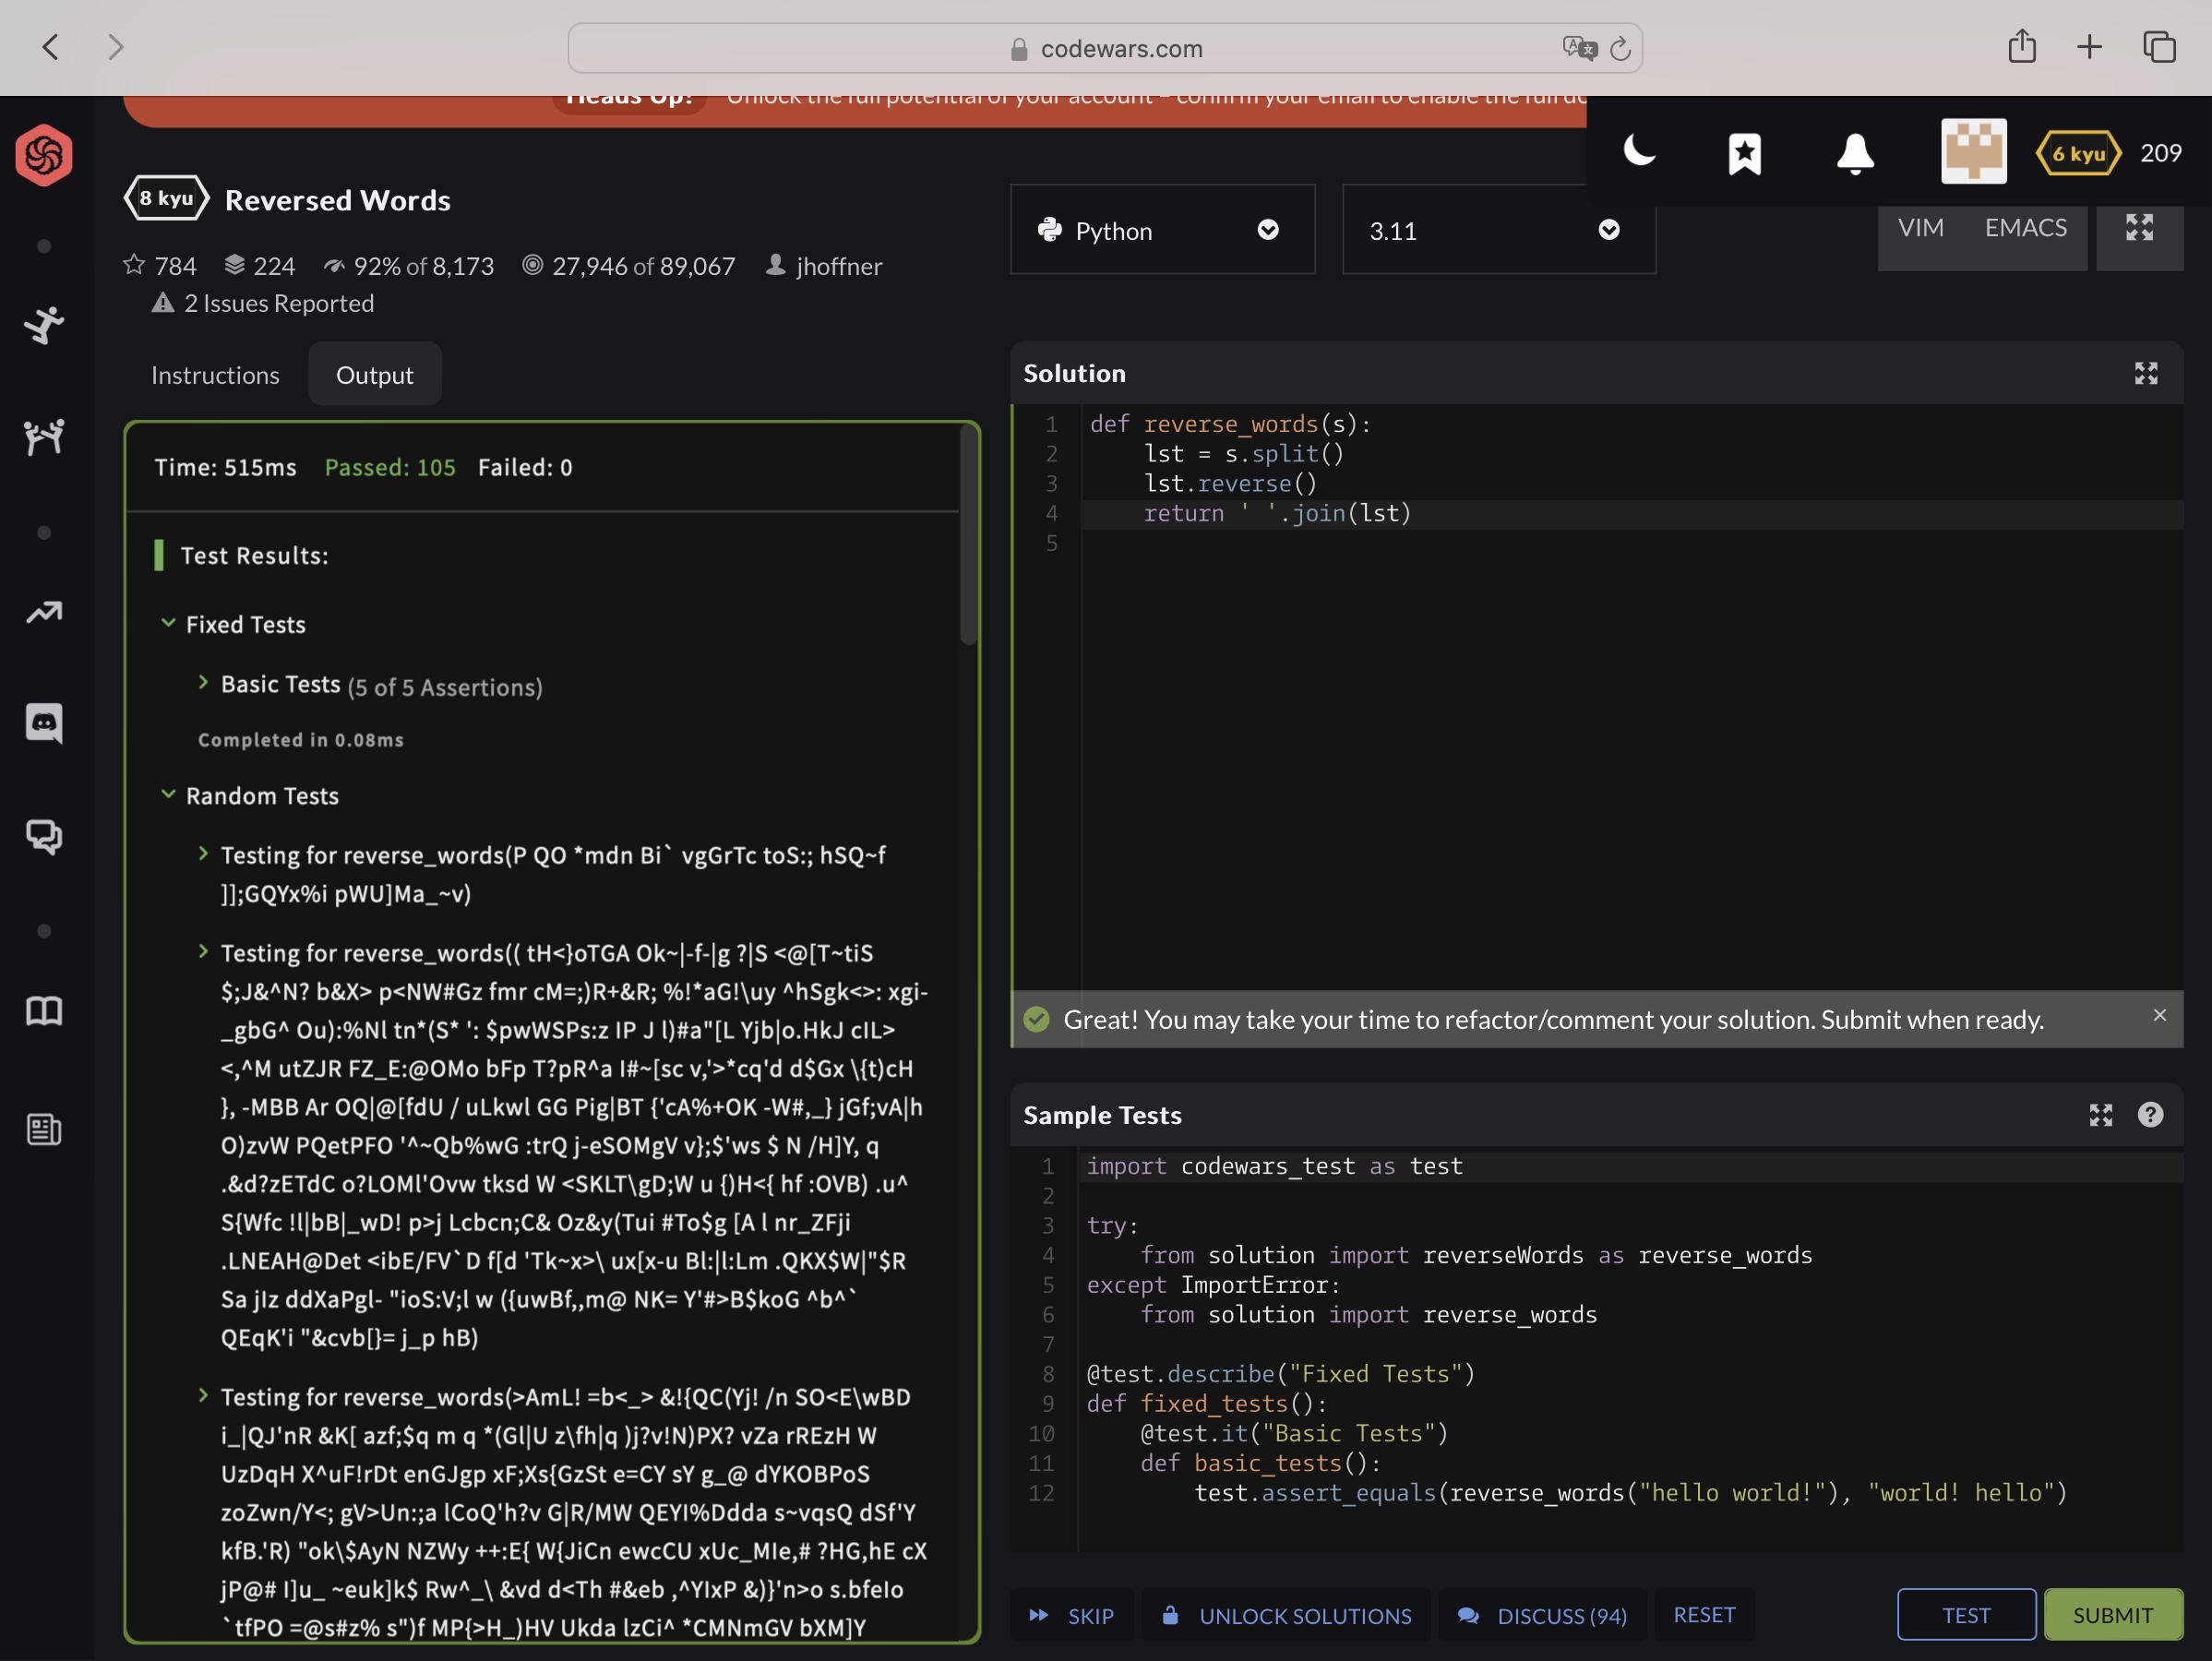 codewars.com
Heads Up! Unlock the full potential of your account – confirm your email to enable the full
6 kyu 209
8 kyu Reversed Words
784 224 92% of 8,173 27,946 of 89,067 jhoffner
2 Issues Reported
Python 3.11 VIM EMACS
Instructions Output
Time: 515ms Passed: 105 Failed: 0
Test Results:
Fixed Tests
Basic Tests (5 of 5 Assertions)
Completed in 0.08ms
Random Tests
Testing for reverse_words(P QO *mdn Bi` vgGrTc toS:; hSQ~f
]];GQYx%i pWU]Ma_~v)
Testing for reverse_words(( tH<}oTGA Ok~|-f-|g ?|S <@[T~tiS
$;J&^N? b&X> p<NW#Gz fmr cM=;)R+&R; %!*aG!\uy ^hSgk<>: xgi-
_gbG^ Ou):%Nl tn*(S* ': $pwWSPs:z IP J l)#a"[L Yjb|o.HkJ cIL>
<,^M utZJR FZ_E:@OMo bFp T?pR^a I#~[sc v,'>*cq'd d$Gx \{t)cH
}, -MBB Ar OQ|@[fdU / uLkwl GG Pig|BT {'cA%+OK -W#,_} jGf;vA|h
O)zvW PQetPFO '^~Qb%wG :trQ j-eSOMgV v};$'ws $ N /H]Y, q
.&d?zETdC o?LOMl'Ovw tksd W <SKLT\gD;W u {)H<{ hf :OVB) .u^
S{Wfc !l|bB|_wD! p>j Lcbcn;C& Oz&y(Tui #To$g [A l nr_ZFji
.LNEAH@Det <ibE/FV`D f[d 'Tk~x>\ ux[x-u Bl:|l:Lm .QKX$W|"$R
Sa jIz ddXaPgl- "ioS:V;l w ({uwBf,,m@ NK= Y'#>B$koG ^b^`
QEqK'i "&cvb[}= j_p hB)
Testing for reverse_words(>AmL! =b<_> &!{QC(Yj! /n SO<E\wBD
i_|QJ'nR &K[ azf;$q m q *(Gl|U z\fh|q )j?v!N)PX? vZa rREzH W
UzDqH X^uF!rDt enGJgp xF;Xs{GzSt e=CY sY g_@ dYKOBPoS
zoZwn/Y<; gV>Un:;a lCoQ'h?v G|R/MW QEYI%Ddda s~vqsQ dSf'Y
kfB.'R) "ok\$AyN NZWy ++:E{ W{JiCn ewcCU xUc_MIe,# ?HG,hE cX
jP@# I]u_ ~euk]k$ Rw^_\ &vd d<Th #&eb ,^YIxP &)}'n>o s.bfeIo
`tfPO =@s#z% s")f MP{>H_)HV Ukda lzCi^ *CMNmGV bXM]Y
Solution
1 def reverse_words(s):
2 lst = s.split()
3 lst.reverse()
4 return ' '.join(lst)
5
Great! You may take your time to refactor/comment your solution. Submit when ready.
Sample Tests
1 import codewars_test as test
2
3 try:
4 from solution import reverseWords as reverse_words
5 except ImportError:
6 from solution import reverse_words
7
8 @test.describe("Fixed Tests")
9 def fixed_tests():
10 @test.it("Basic Tests")
11 def basic_tests():
12 test.assert_equals(reverse_words("hello world!"), "world! hello")
SKIP UNLOCK SOLUTIONS DISCUSS (94) RESET TEST SUBMIT